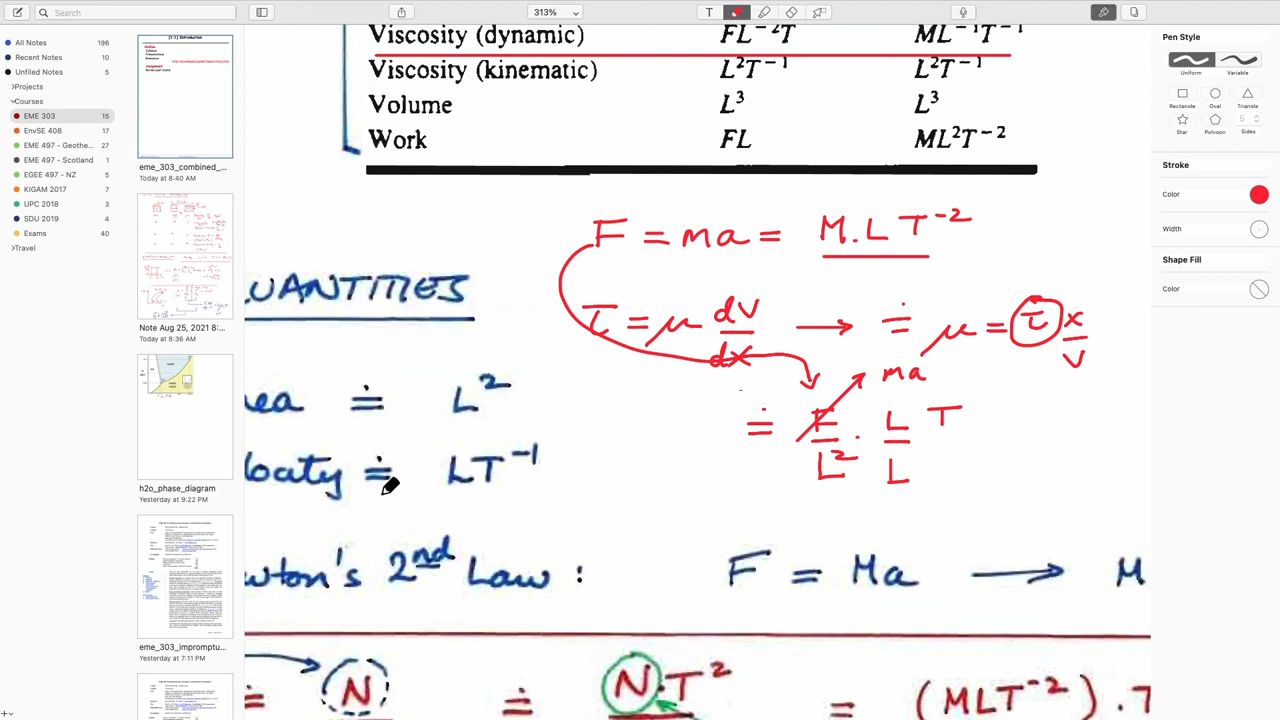 Search
313%
T
All Notes 196
Recent Notes 10
Unfiled Notes 5
Projects
Courses
EME 303 15
EnvSE 408 17
EME 497 - Geothe... 27
EME 497 - Scotland 1
EGEE 497 - NZ 5
KIGAM 2017 7
UPC 2018 3
SDU 2019 4
Exams 40
Travel
[1:1] Introduction
eme_303_combined_...
Today at 8:40 AM
Note Aug 25, 2021 8:...
Today at 8:36 AM
h2o_phase_diagram
Yesterday at 9:22 PM
eme_303_impromptu...
Yesterday at 7:11 PM
Viscosity (dynamic) FL⁻²T ML⁻¹T⁻¹
Viscosity (kinematic) L²T⁻¹ L²T⁻¹
Volume L³ L³
Work FL ML²T⁻²
F = ma = M.LT⁻²
UANTITIES
τ = μ dV/dx → ≐ μ = τ x/v
ma
≐ F/L² · L/L T
ea ≐ L²
locity ≐ LT⁻¹
wton' 2nd Law : F = M → M
≐ N ≐ N T² = (MLT⁻²) . T
Pen Style
Uniform Variable
Rectangle Oval Triangle
Star Polygon 5 Sides
Stroke
Color
Width
Shape Fill
Color